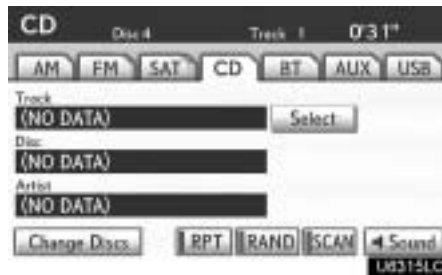 CD Disc 4 Track 1 0'31"
AM FM SAT CD BT AUX USB
Track
(NO DATA) Select
Disc
(NO DATA)
Artist
(NO DATA)
Change Discs RPT RAND SCAN Sound
U8315LC